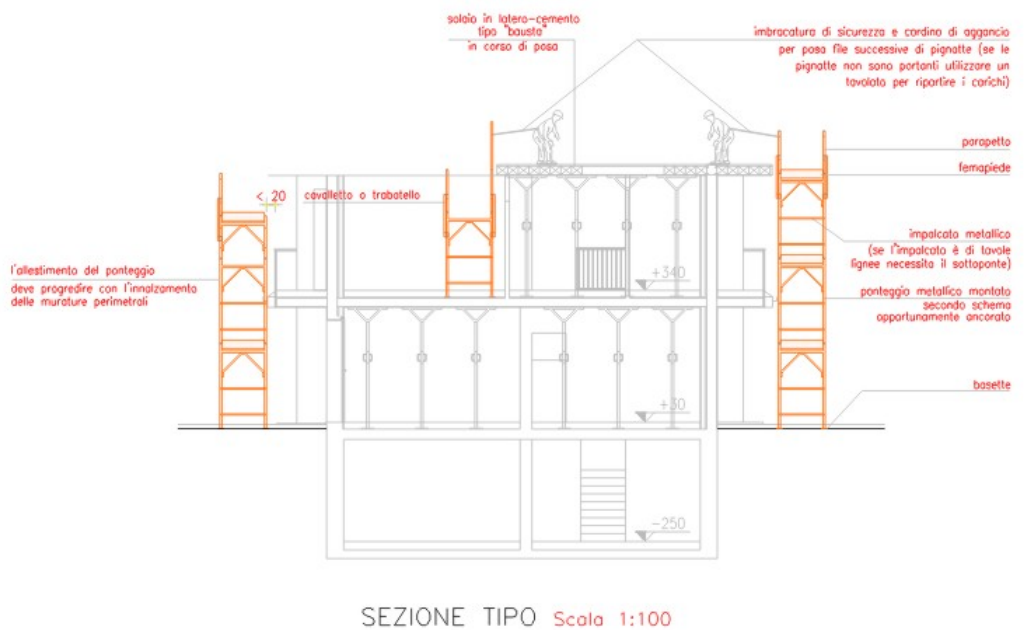 solaio in latero-cemento
tipo "bausta"
in corso di posa
imbracatura di sicurezza e cordino di aggancio
per posa file successive di pignatte (se le
pignatte non sono portanti utilizzare un
tavolato per ripartire i carichi)
parapetto
femapiede
< 20
cavalletto o trabatello
impalcato metallico
(se l'impalcato è di tavole
lignee necessita il sottoponte)
l'allestimento del ponteggio
deve progredire con l'innalzamento
delle murature perimetrali
+340
ponteggio metallico montato
secondo schema
opportunamente ancorato
basette
+30
-250
SEZIONE TIPO Scala 1:100